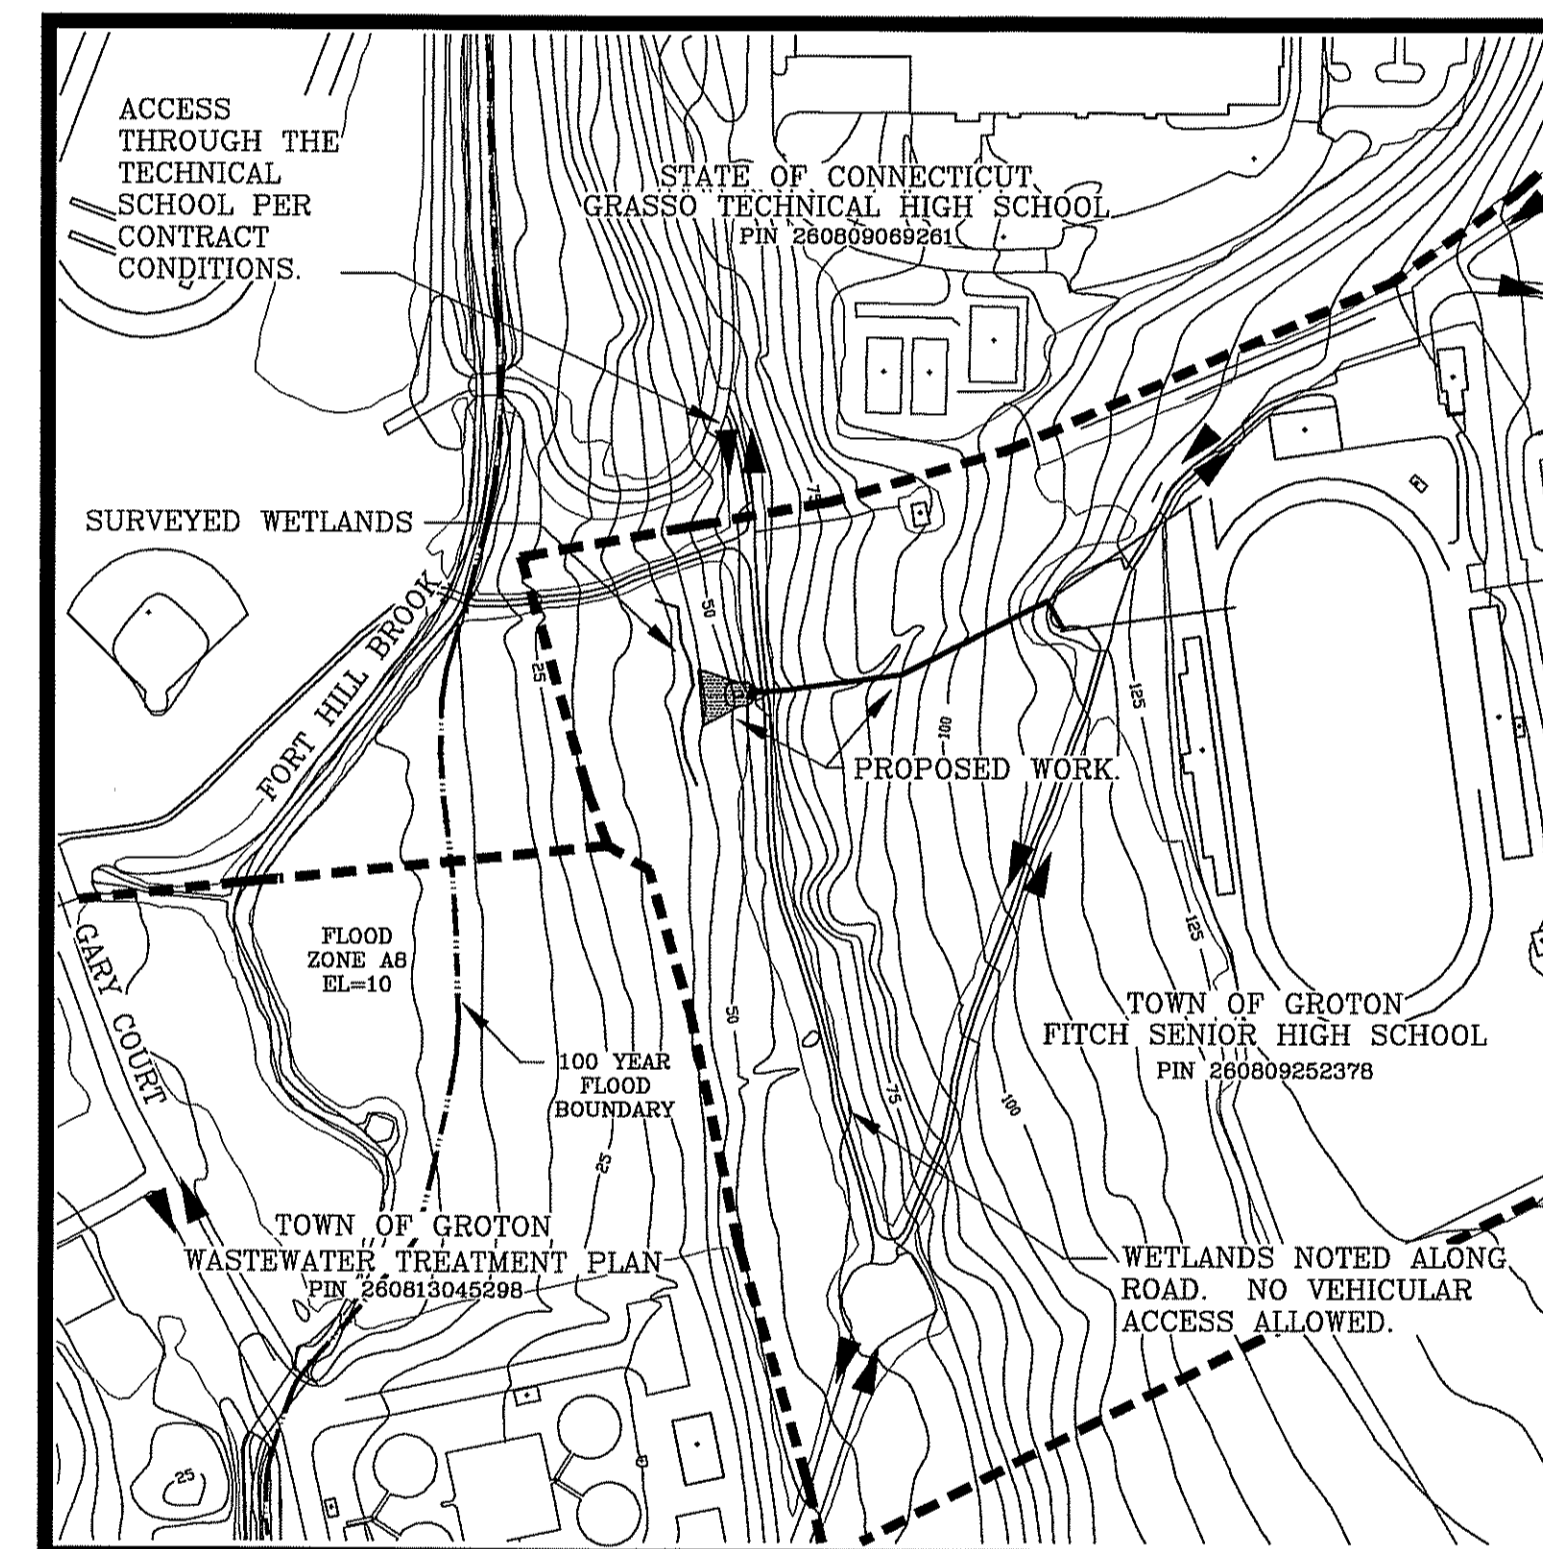 ACCESS
THROUGH THE
TECHNICAL
SCHOOL PER
CONTRACT
CONDITIONS.
STATE OF CONNECTICUT
GRASSO TECHNICAL HIGH SCHOOL
PIN 260809069261
75
SURVEYED WETLANDS
FORT HILL BROOK
50
25
125
100
PROPOSED WORK.
GARY COURT
FLOOD
ZONE A8
EL=10
125
50
TOWN OF GROTON
FITCH SENIOR HIGH SCHOOL
PIN 260809252378
100 YEAR
FLOOD
BOUNDARY
75
100
25
TOWN OF GROTON
WASTEWATER TREATMENT PLAN
PIN 260813045298
WETLANDS NOTED ALONG
ROAD. NO VEHICULAR
ACCESS ALLOWED.
25